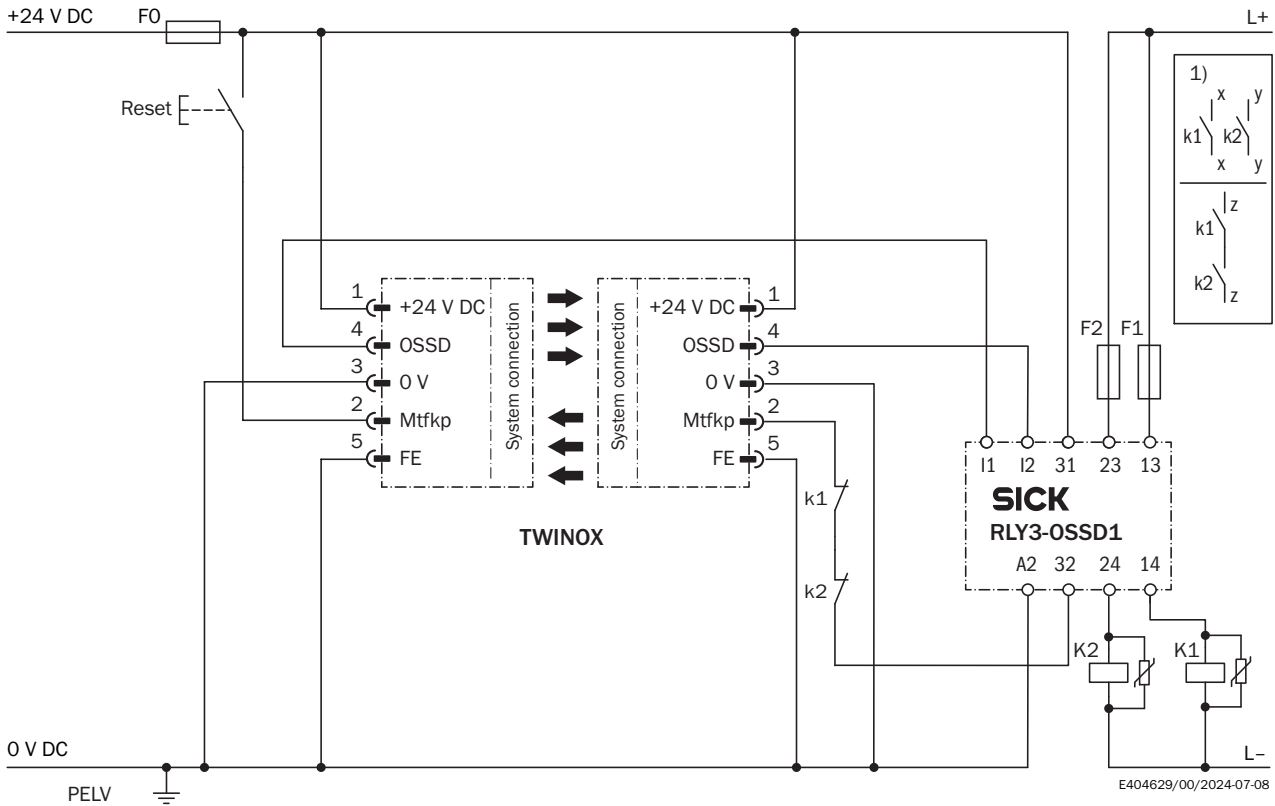 +24 V DC
F0
L+
Reset
1)
x
y
k1
k2
x
y
z
k1
k2
z
1
+24 V DC
4
OSSD
3
0 V
2
Mtfkp
5
FE
System connection
System connection
+24 V DC
1
OSSD
4
0 V
3
Mtfkp
2
FE
5
TWINOX
k1
k2
F2
F1
I1
I2
31
23
13
SICK
RLY3-OSSD1
A2
32
24
14
K2
K1
0 V DC
L–
PELV
E404629/00/2024-07-08